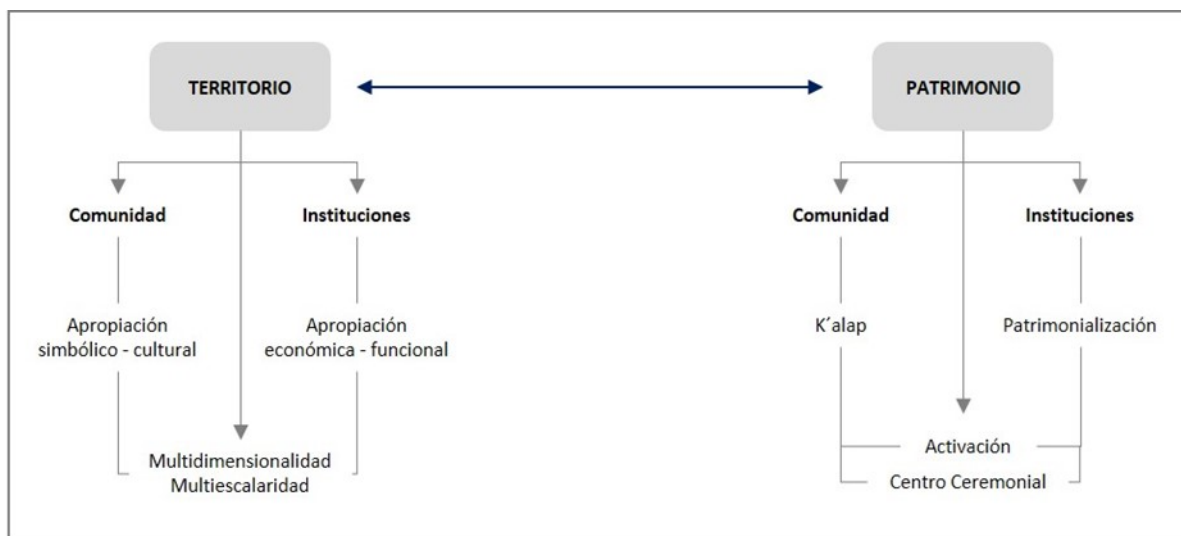 TERRITORIO
PATRIMONIO
Comunidad
Instituciones
Comunidad
Instituciones
Apropiación
simbólico - cultural
Apropiación
económica - funcional
K´alap
Patrimonialización
Multidimensionalidad
Multiescalaridad
Activación
Centro Ceremonial